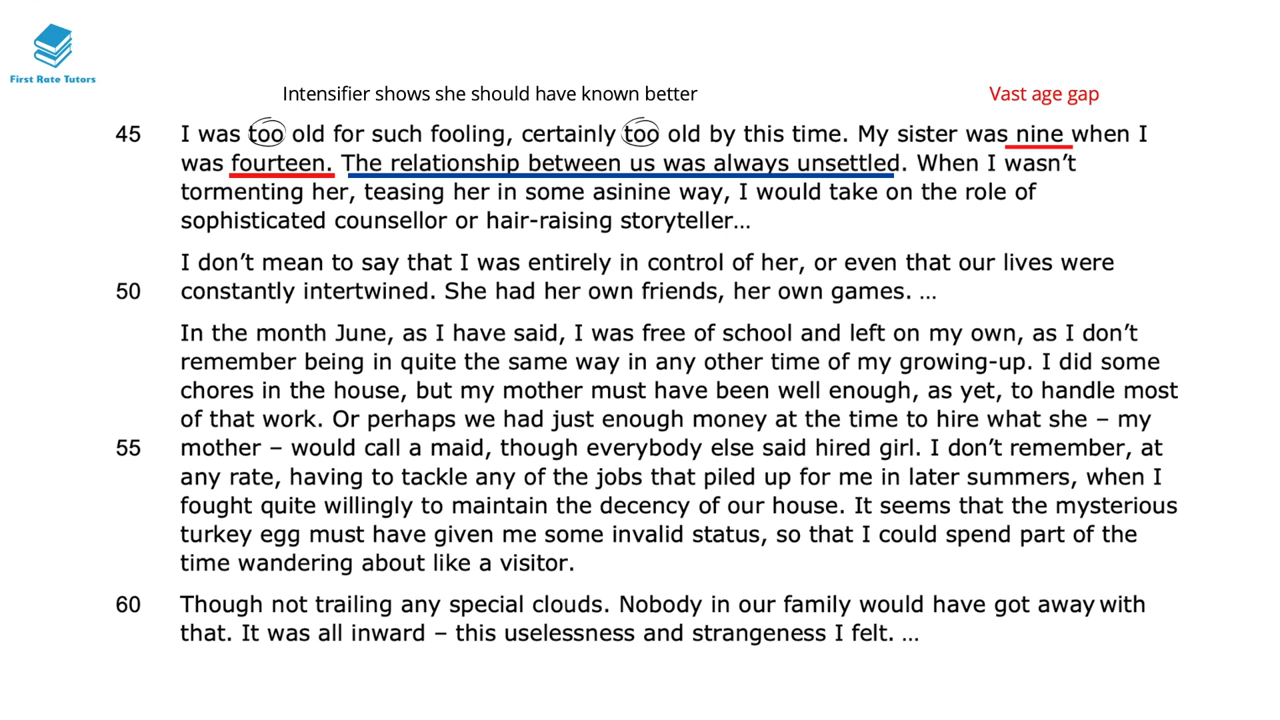 First Rate Tutors
Intensifier shows she should have known better
Vast age gap
45 I was too old for such fooling, certainly too old by this time. My sister was nine when I
was fourteen. The relationship between us was always unsettled. When I wasn’t
tormenting her, teasing her in some asinine way, I would take on the role of
sophisticated counsellor or hair-raising storyteller…
I don’t mean to say that I was entirely in control of her, or even that our lives were
50 constantly intertwined. She had her own friends, her own games. …
In the month June, as I have said, I was free of school and left on my own, as I don’t
remember being in quite the same way in any other time of my growing-up. I did some
chores in the house, but my mother must have been well enough, as yet, to handle most
of that work. Or perhaps we had just enough money at the time to hire what she – my
55 mother – would call a maid, though everybody else said hired girl. I don’t remember, at
any rate, having to tackle any of the jobs that piled up for me in later summers, when I
fought quite willingly to maintain the decency of our house. It seems that the mysterious
turkey egg must have given me some invalid status, so that I could spend part of the
time wandering about like a visitor.
60 Though not trailing any special clouds. Nobody in our family would have got away with
that. It was all inward – this uselessness and strangeness I felt. …